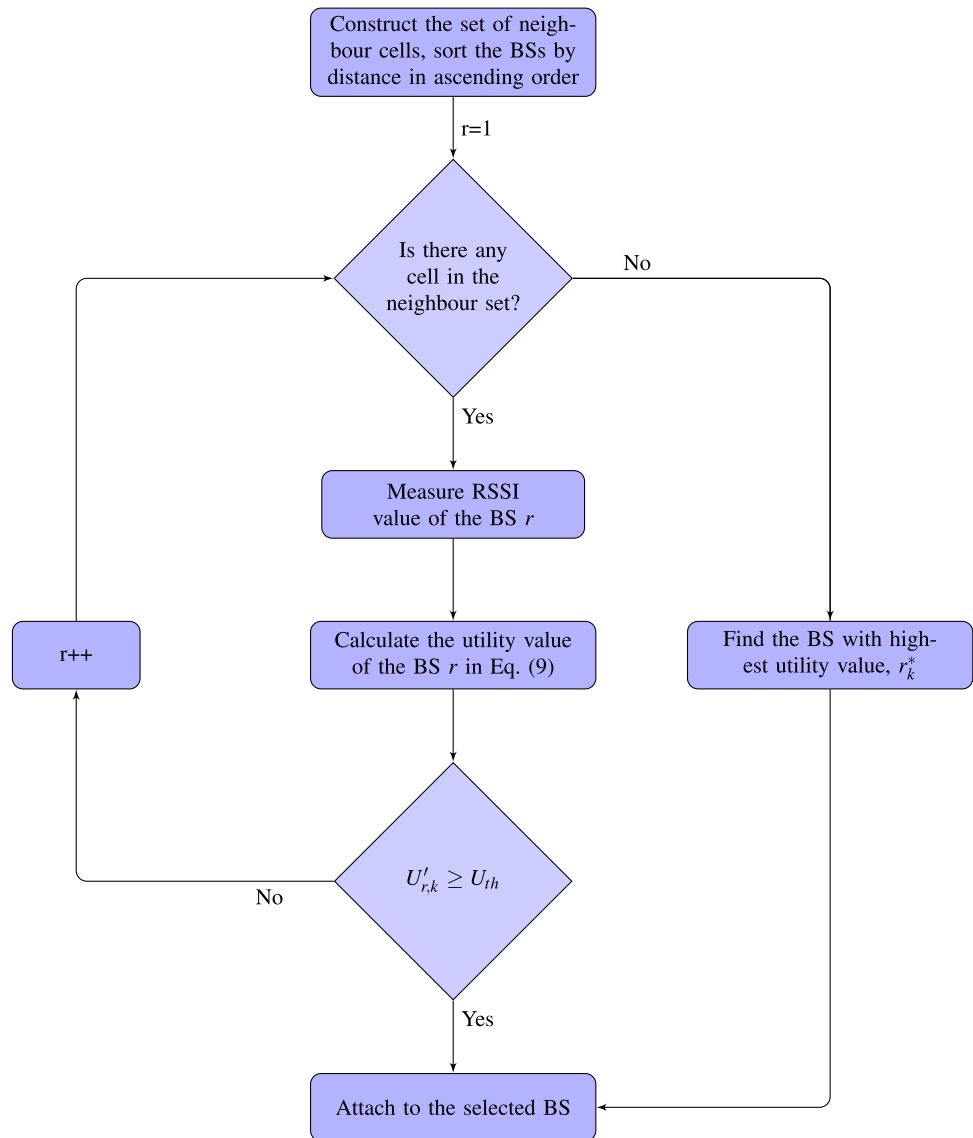 Construct the set of neigh-
bour cells, sort the BSs by
distance in ascending order
r=1
Is there any
cell in the
neighbour set?
No
Yes
Measure RSSI
value of the BS r
r++
Calculate the utility value
of the BS r in Eq. (9)
Find the BS with high-
est utility value, r_k^*
U'_{r,k} ≥ U_{th}
No
Yes
Attach to the selected BS